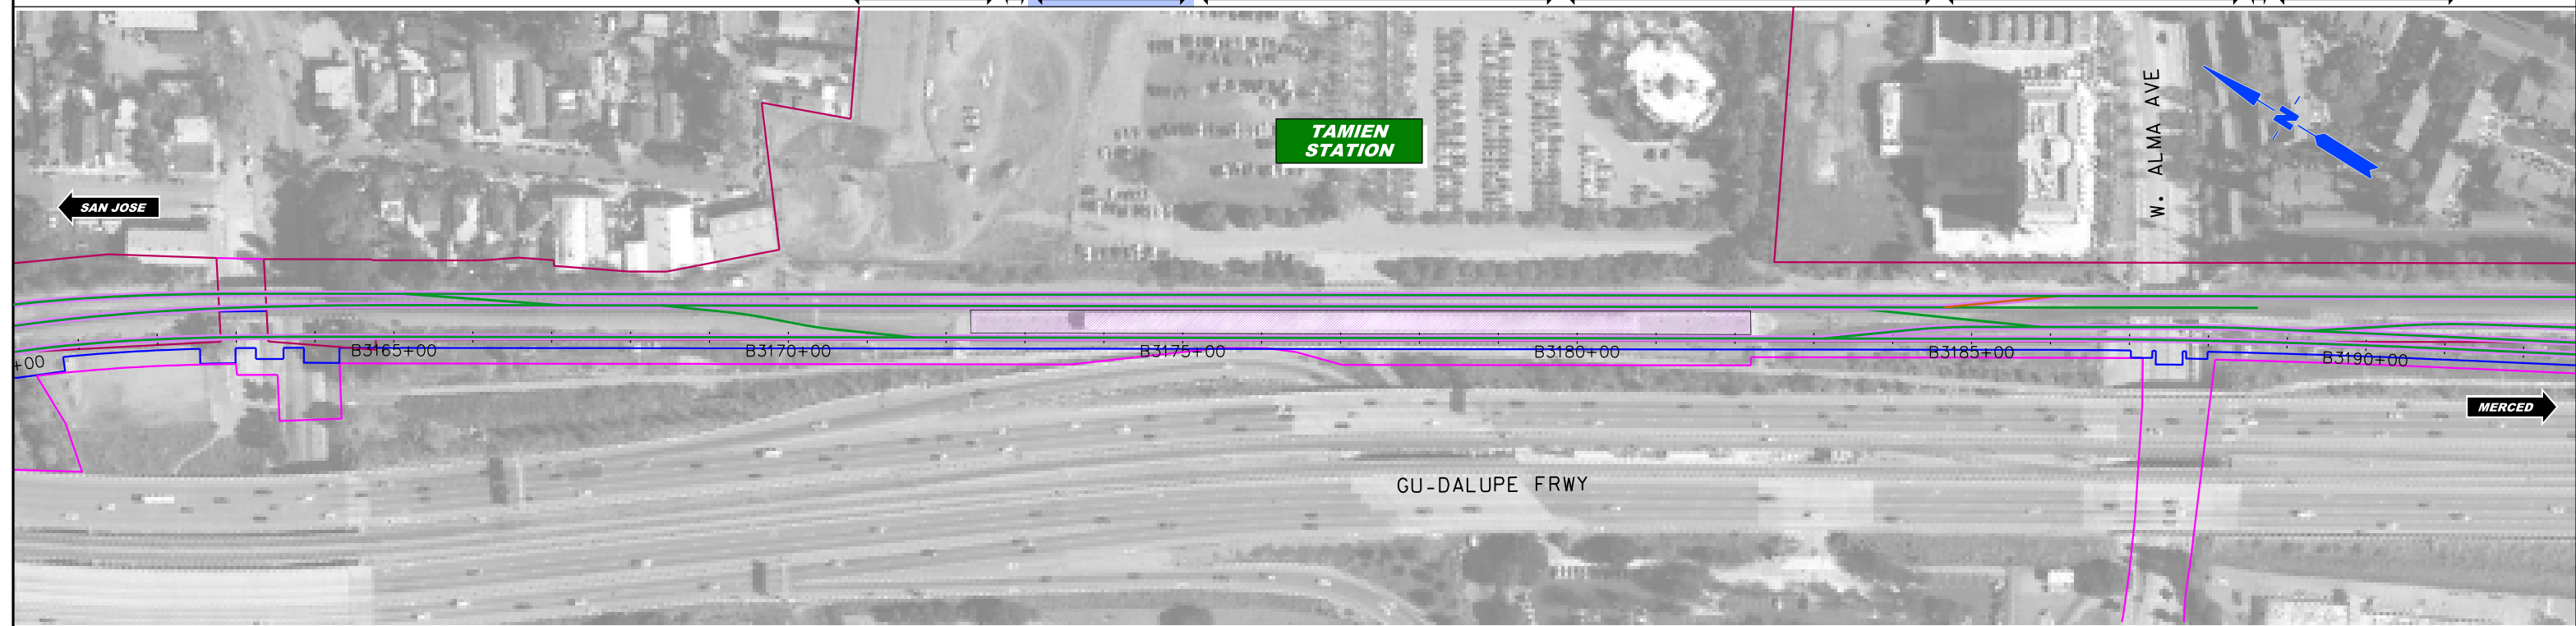 TAMIEN
STATION
W. ALMA AVE
N
SAN JOSE
+00
B3165+00
B3170+00
B3175+00
B3180+00
B3185+00
B3190+00
MERCED
GU-DALUPE FRWY